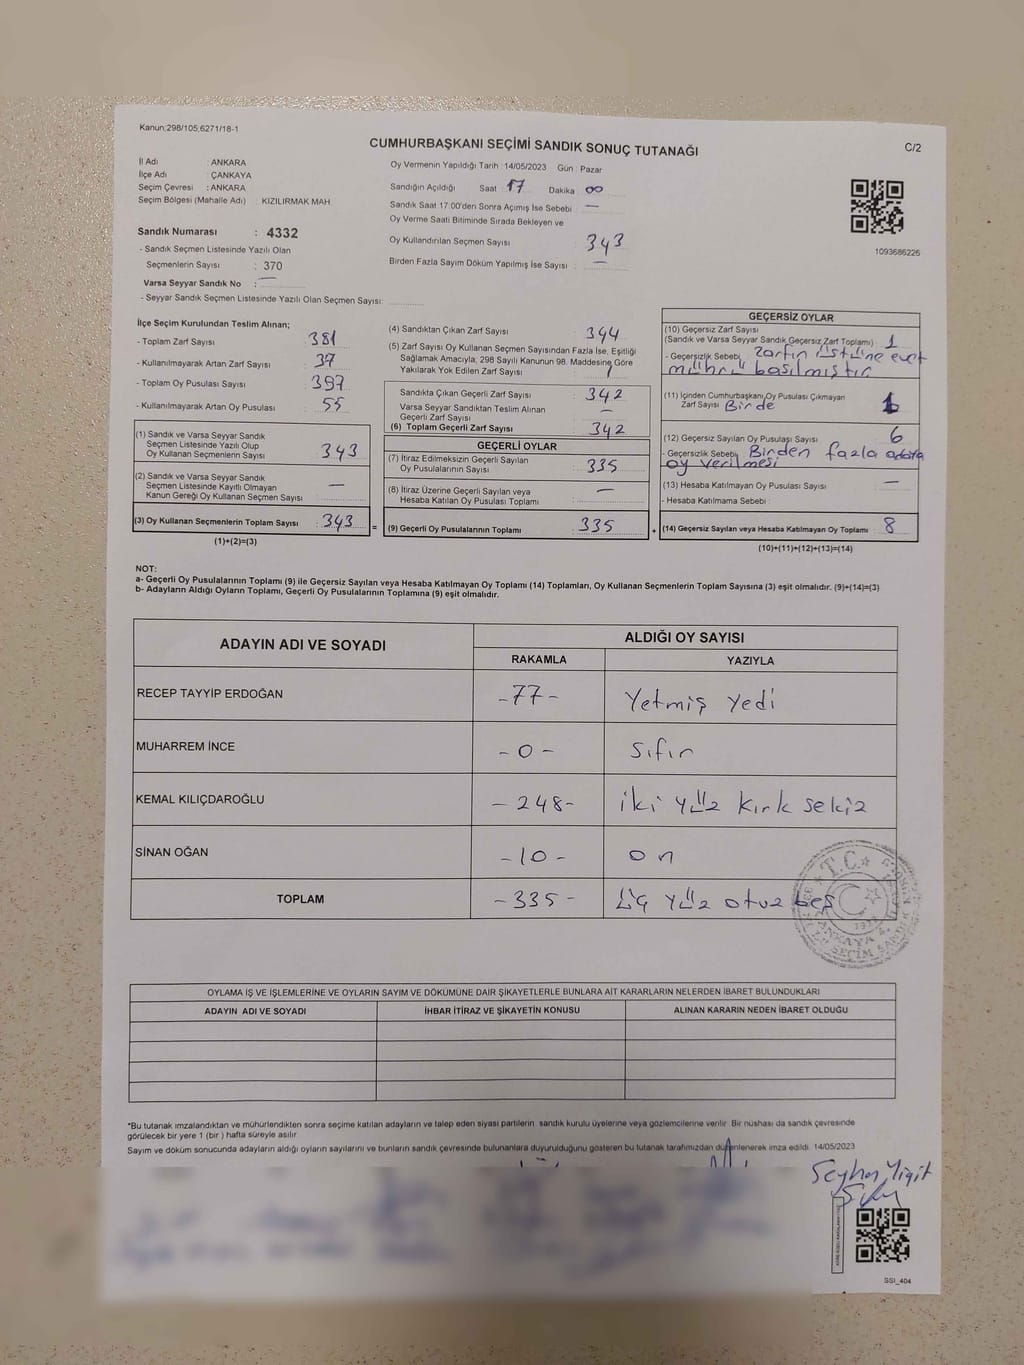 Kanun;298/105;6271/18-1
CUMHURBAŞKANI SEÇİMİ SANDIK SONUÇ TUTANAĞI
C/2
İl Adı : ANKARA
İlçe Adı : ÇANKAYA
Seçim Çevresi : ANKARA
Seçim Bölgesi (Mahalle Adı) : KIZILIRMAK MAH.
Sandık Numarası : 4332
- Sandık Seçmen Listesinde Yazılı Olan
Seçmenlerin Sayısı : 370
Varsa Seyyar Sandık No : —
- Seyyar Sandık Seçmen Listesinde Yazılı Olan Seçmen Sayısı:
Oy Vermenin Yapıldığı Tarih : 14/05/2023 Gün : Pazar
Sandığın Açıldığı Saat : 17 Dakika : 00
Sandık Saat 17:00'den Sonra Açımış İse Sebebi : —
Oy Verme Saati Bitiminde Sırada Bekleyen ve
Oy Kullandırılan Seçmen Sayısı : 343
Birden Fazla Sayım Döküm Yapılmış İse Sayısı : —
1093686226
İlçe Seçim Kurulundan Teslim Alınan;
- Toplam Zarf Sayısı : 381
- Kullanılmayarak Artan Zarf Sayısı : 37
- Toplam Oy Pusulası Sayısı : 397
- Kullanılmayarak Artan Oy Pusulası : 55
(1) Sandık ve Varsa Seyyar Sandık
Seçmen Listesinde Yazılı Olup
Oy Kullanan Seçmenlerin Sayısı : 343
(2) Sandık ve Varsa Seyyar Sandık
Seçmen Listesinde Kayıtlı Olmayan
Kanun Gereği Oy Kullanan Seçmen Sayısı : —
(3) Oy Kullanan Seçmenlerin Toplam Sayısı : 343 =
(1)+(2)=(3)
(4) Sandıktan Çıkan Zarf Sayısı : 344
(5) Zarf Sayısı Oy Kullanan Seçmen Sayısından Fazla İse, Eşitliği
Sağlamak Amacıyla, 298 Sayılı Kanunun 98. Maddesine Göre
Yakılarak Yok Edilen Zarf Sayısı : 1
Sandıkta Çıkan Geçerli Zarf Sayısı : 342
Varsa Seyyar Sandıktan Teslim Alınan
Geçerli Zarf Sayısı : —
(6) Toplam Geçerli Zarf Sayısı : 342
GEÇERLİ OYLAR
(7) İtiraz Edilmeksizin Geçerli Sayılan
Oy Pusulalarının Sayısı : 335
(8) İtiraz Üzerine Geçerli Sayılan veya
Hesaba Katılan Oy Pusulası Toplamı : —
(9) Geçerli Oy Pusulalarının Toplamı : 335 +
GEÇERSİZ OYLAR
(10) Geçersiz Zarf Sayısı
(Sandık ve Varsa Seyyar Sandık Geçersiz Zarf Toplamı) : 1
- Geçersizlik Sebebi : Zarfın üstüne evet
mührü basılmıştır
(11) İçinden Cumhurbaşkanı Oy Pusulası Çıkmayan
Zarf Sayısı : Birde
(12) Geçersiz Sayılan Oy Pusulası Sayısı : 6
- Geçersizlik Sebebi : Birden fazla adaya
oy verilmesi
(13) Hesaba Katılmayan Oy Pusulası Sayısı : —
- Hesaba Katılmama Sebebi :
(14) Geçersiz Sayılan veya Hesaba Katılmayan Oy Toplamı : 8
(10)+(11)+(12)+(13)=(14)
NOT:
a- Geçerli Oy Pusulalarının Toplamı (9) ile Geçersiz Sayılan veya Hesaba Katılmayan Oy Toplamı (14) Toplamları, Oy Kullanan Seçmenlerin Toplam Sayısına (3) eşit olmalıdır. (9)+(14)=(3)
b- Adayların Aldığı Oyların Toplamı, Geçerli Oy Pusulalarının Toplamına (9) eşit olmalıdır.
ADAYIN ADI VE SOYADI
ALDIĞI OY SAYISI
RAKAMLA YAZIYLA
RECEP TAYYİP ERDOĞAN -77- Yetmiş Yedi
MUHARREM İNCE -0- Sıfır
KEMAL KILIÇDAROĞLU -248- iki yüz kırk sekiz
SİNAN OĞAN -10- on
TOPLAM -335- üç yüz otuz beş
T.C.
OYLAMA İŞ VE İŞLEMLERİNE VE OYLARIN SAYIM VE DÖKÜMÜNE DAİR ŞİKAYETLERLE BUNLARA AİT KARARLARIN NELERDEN İBARET BULUNDUKLARI
ADAYIN ADI VE SOYADI İHBAR İTİRAZ VE ŞİKAYETİN KONUSU ALINAN KARARIN NEDEN İBARET OLDUĞU
*Bu tutanak imzalandıktan ve mühürlendikten sonra seçime katılan adayların ve talep eden siyasi partilerin sandık kurulu üyelerine veya gözlemcilerine verilir. Bir nüshası da sandık çevresinde
görülecek bir yere 1 (bir ) hafta süreyle asılır.
Sayım ve döküm sonucunda adayların aldığı oyların sayılarını ve bunların sandık çevresinde bulunanlara duyurulduğunu gösteren bu tutanak tarafımızdan düzenlenerek imza edildi. 14/05/2023
SSI_404